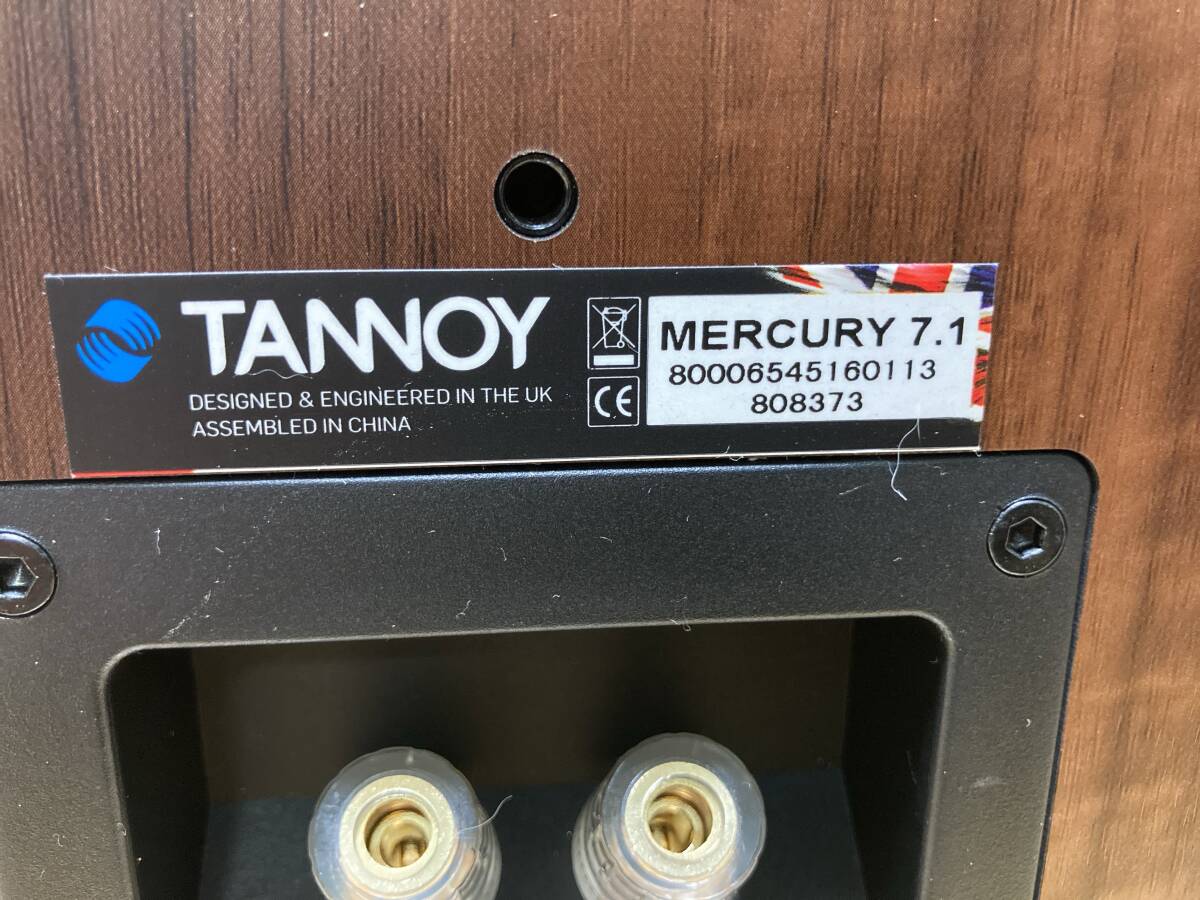 TANNOY
DESIGNED & ENGINEERED IN THE UK
ASSEMBLED IN CHINA
CE
MERCURY 7.1
80006545160113
808373